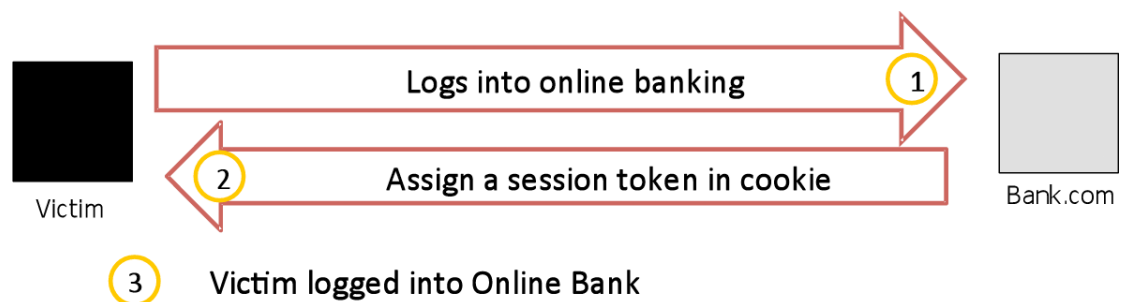 Logs into online banking
1
2
Assign a session token in cookie
Victim
Bank.com
3 Victim logged into Online Bank